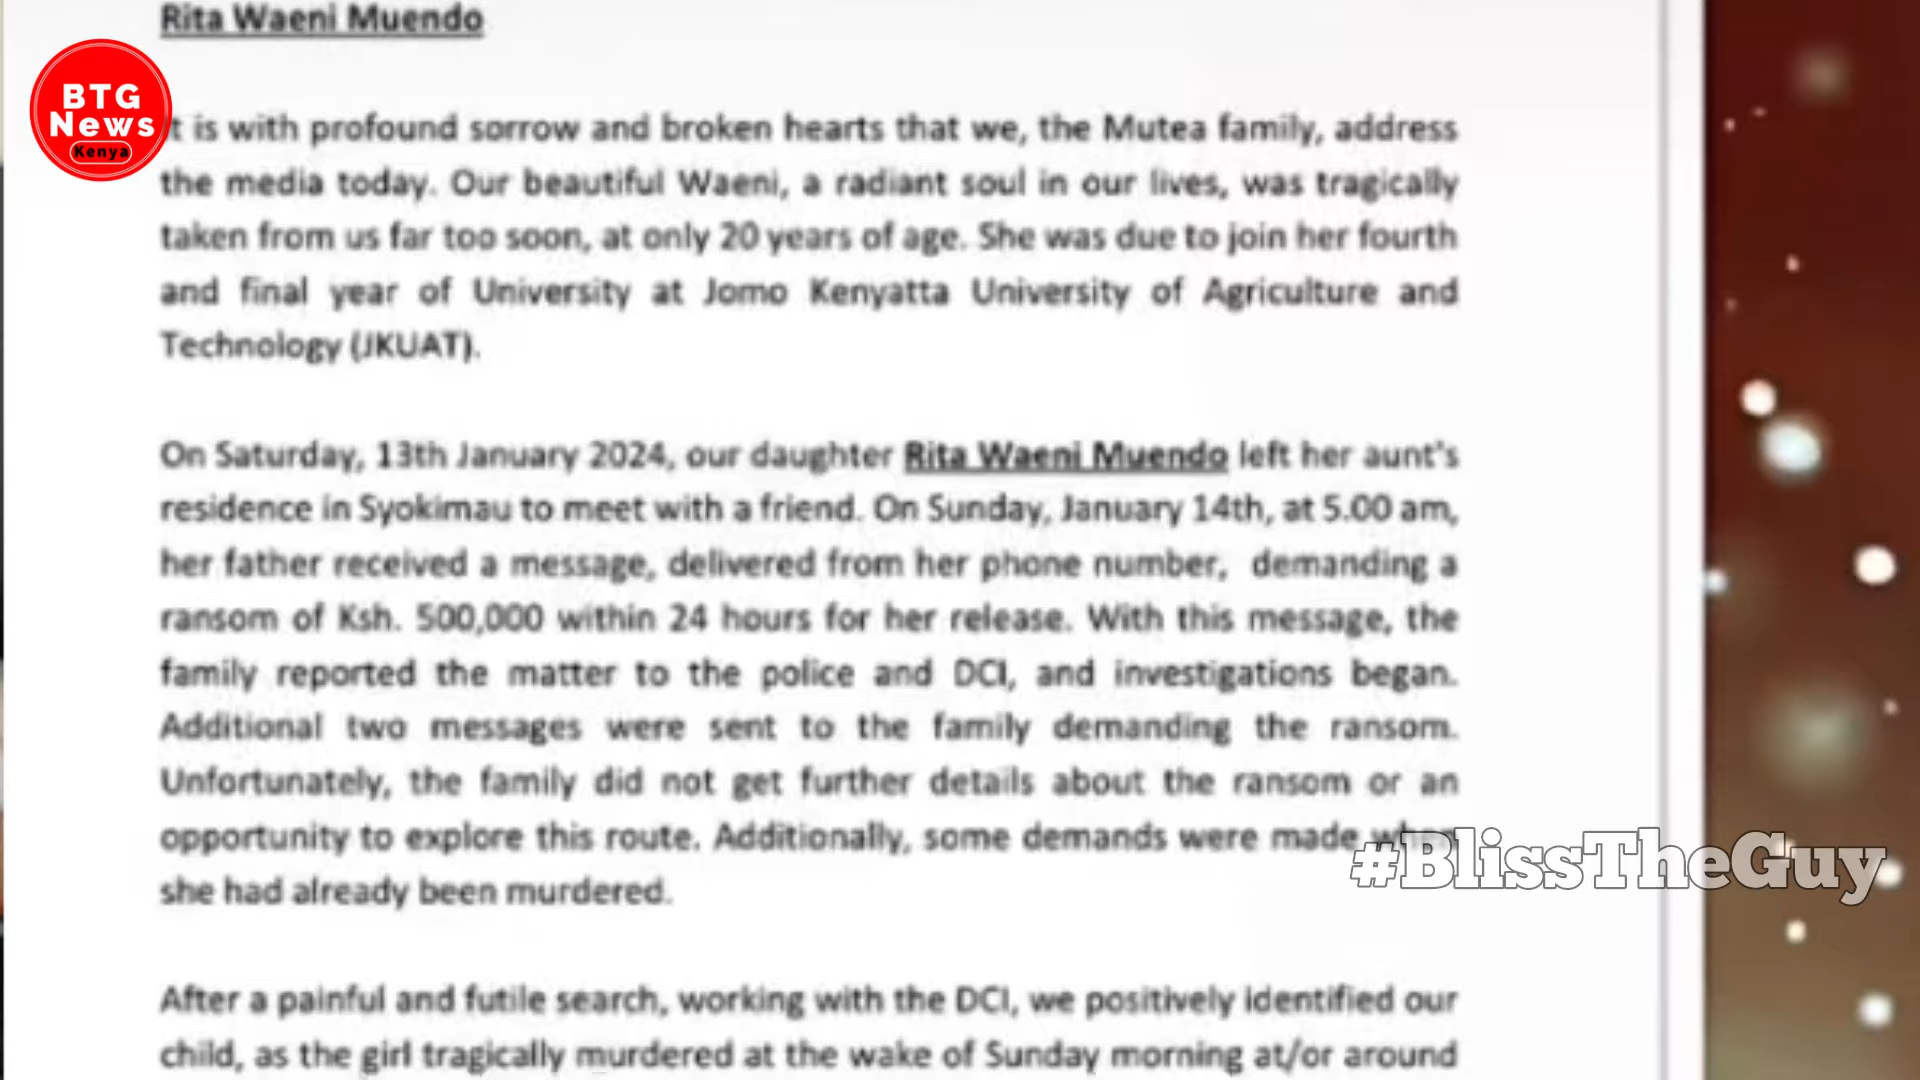 Rita Waeni Muendo
BTG
News
Kenya
t is with profound sorrow and broken hearts that we, the Mutea family, address
the media today. Our beautiful Waeni, a radiant soul in our lives, was tragically
taken from us far too soon, at only 20 years of age. She was due to join her fourth
and final year of University at Jomo Kenyatta University of Agriculture and
Technology (JKUAT).
On Saturday, 13th January 2024, our daughter Rita Waeni Muendo left her aunt's
residence in Syokimau to meet with a friend. On Sunday, January 14th, at 5.00 am,
her father received a message, delivered from her phone number, demanding a
ransom of Ksh. 500,000 within 24 hours for her release. With this message, the
family reported the matter to the police and DCI, and investigations began.
Additional two messages were sent to the family demanding the ransom.
Unfortunately, the family did not get further details about the ransom or an
opportunity to explore this route. Additionally, some demands were made
#BlissTheGuy
she had already been murdered.
After a painful and futile search, working with the DCI, we positively identified our
child, as the girl tragically murdered at the wake of Sunday morning at/or around